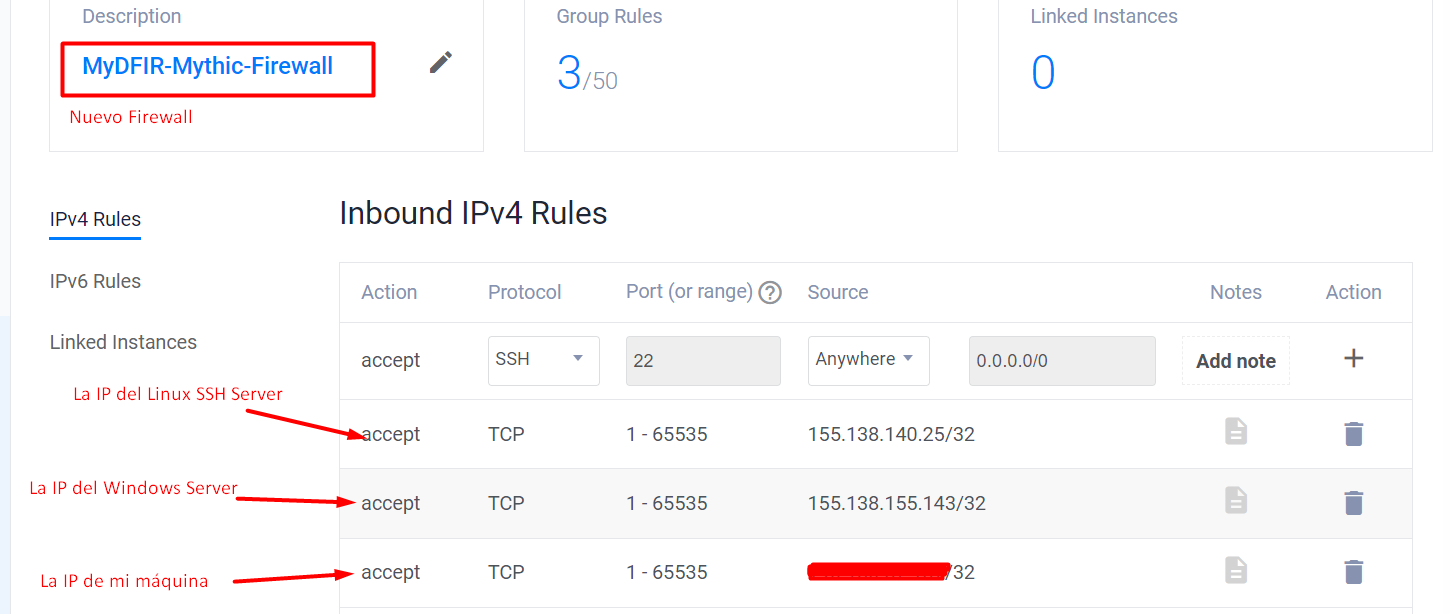 Description
Group Rules
Linked Instances
MyDFIR-Mythic-Firewall
3/50
0
Nuevo Firewall
IPv4 Rules
IPv6 Rules
Linked Instances
Inbound IPv4 Rules
Action Protocol Port (or range) ? Source Notes Action
accept SSH 22 Anywhere 0.0.0.0/0 Add note +
La IP del Linux SSH Server
accept TCP 1 - 65535 155.138.140.25/32
La IP del Windows Server
accept TCP 1 - 65535 155.138.155.143/32
La IP de mi máquina
accept TCP 1 - 65535 /32